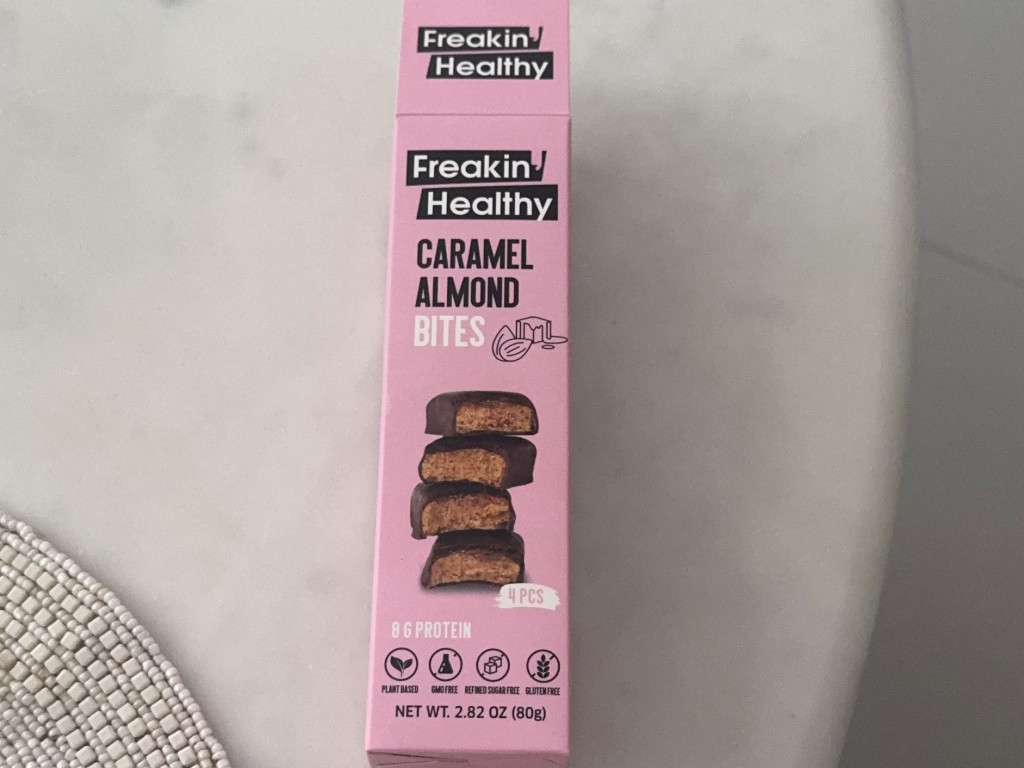 Freakin'
Healthy
Freakin'
Healthy
CARAMEL
ALMOND
BITES
4 PCS
8 G PROTEIN
PLANT BASED GMO FREE REFINED SUGAR FREE GLUTEN FREE
NET WT. 2.82 OZ (80g)